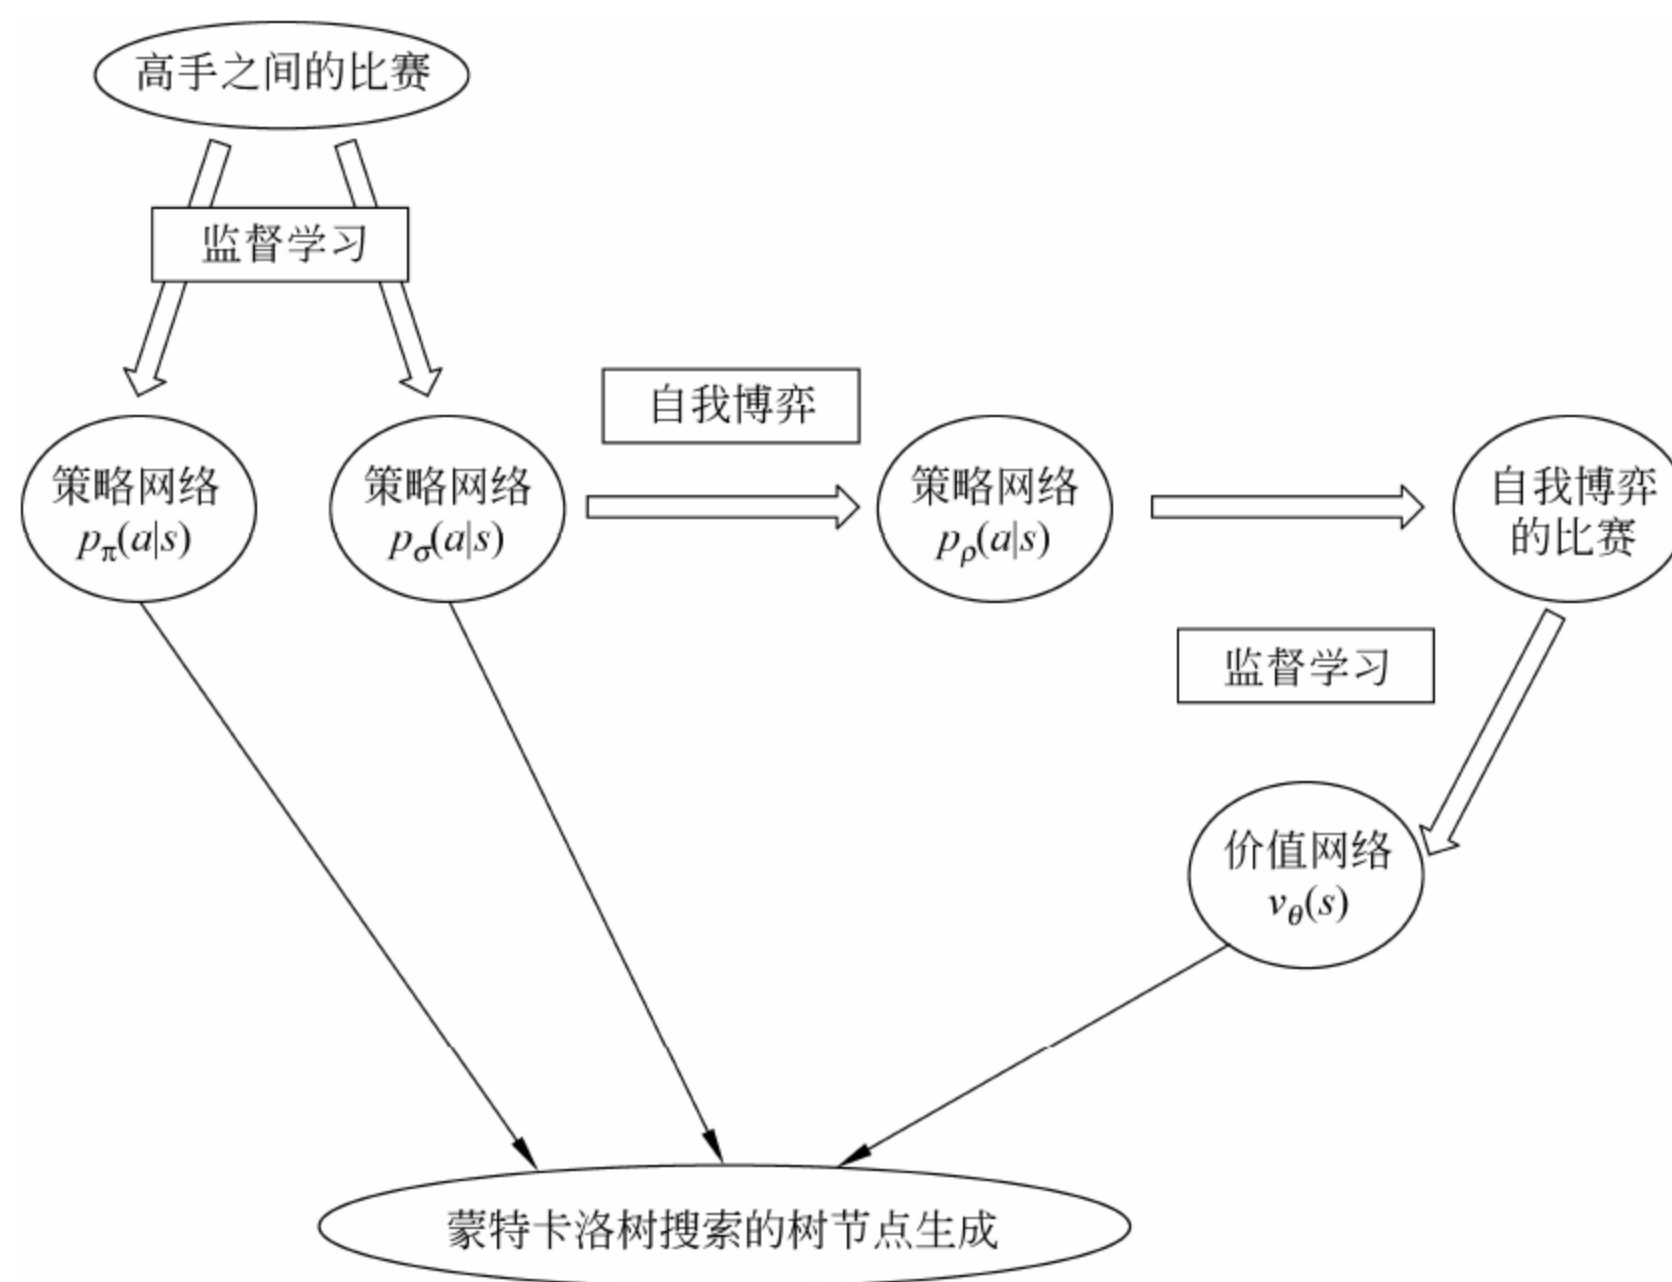 高手之间的比赛
监督学习
自我博弈
策略网络
pπ(a|s)
策略网络
pσ(a|s)
策略网络
pρ(a|s)
自我博弈
的比赛
监督学习
价值网络
vθ(s)
蒙特卡洛树搜索的树节点生成